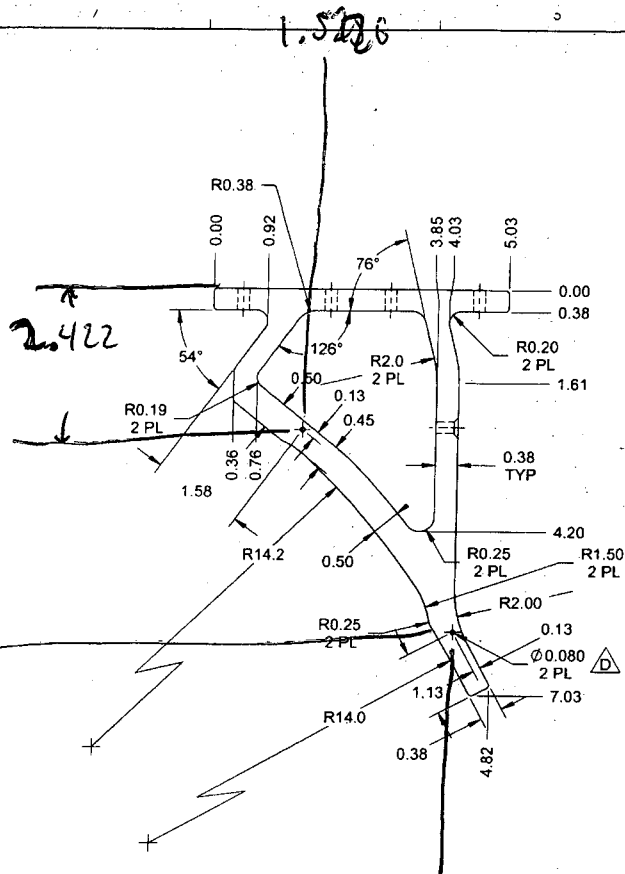 R0.38
0.00
0.92
3.85
4.03
5.03
76°
0.00
0.38
2.422
54°
126°
R2.0
2 PL
R0.20
2 PL
0.50
1.61
R0.19
2 PL
0.13
0.45
0.36
0.76
0.38
TYP
1.58
4.20
R14.2
0.50
R0.25
2 PL
R1.50
2 PL
R0.25
2 PL
R2.00
0.13
Ø0.080
2 PL
D
1.13
7.03
R14.0
0.38
4.82